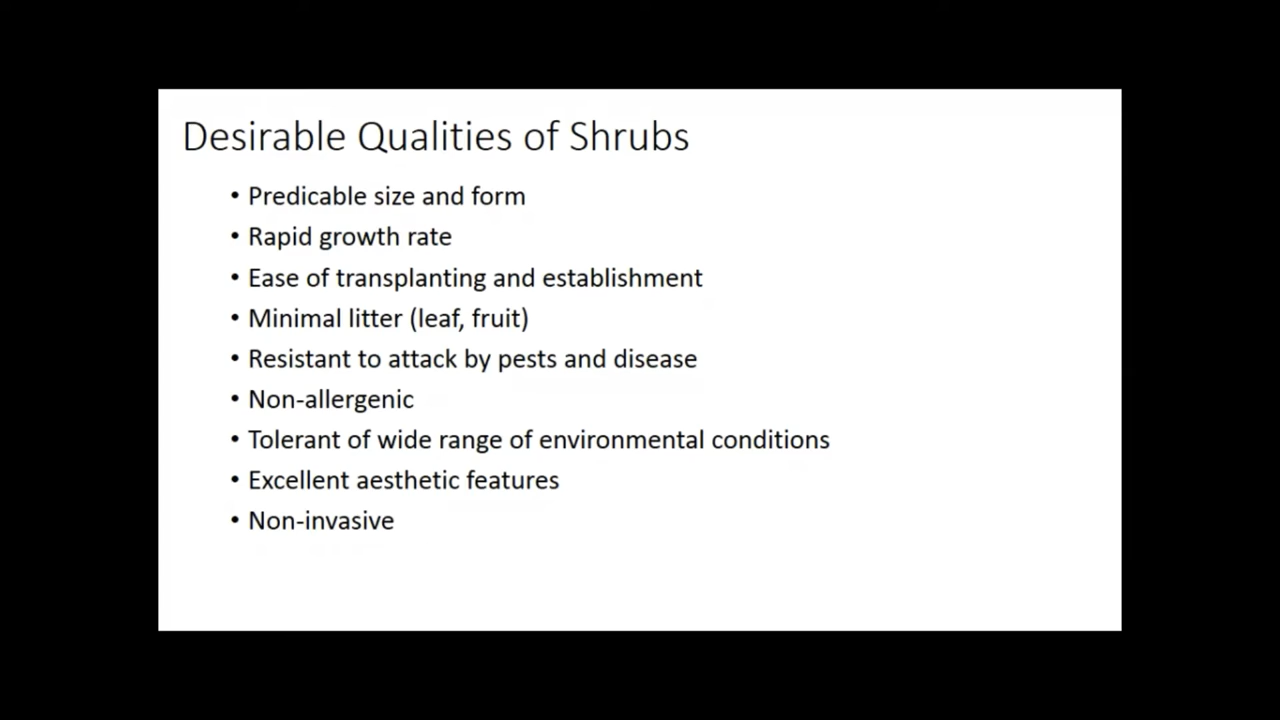 Desirable Qualities of Shrubs
• Predicable size and form
• Rapid growth rate
• Ease of transplanting and establishment
• Minimal litter (leaf, fruit)
• Resistant to attack by pests and disease
• Non-allergenic
• Tolerant of wide range of environmental conditions
• Excellent aesthetic features
• Non-invasive